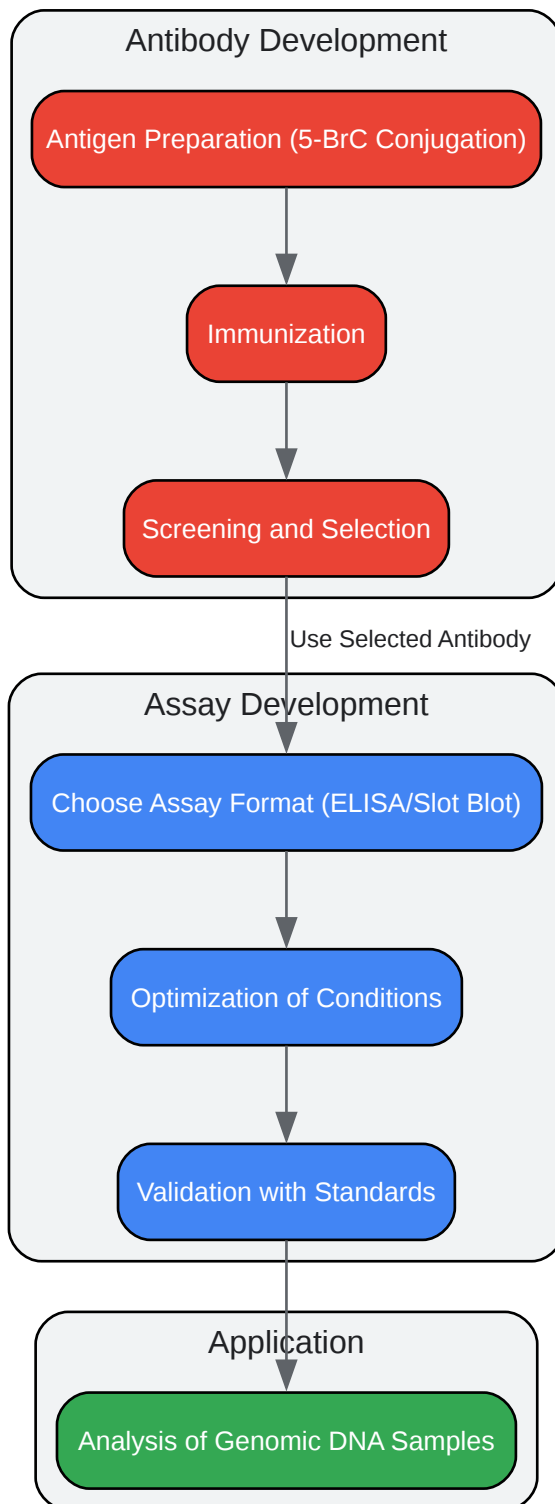 Antibody Development
Antigen Preparation (5-BrC Conjugation)
Immunization
Screening and Selection
Use Selected Antibody
Assay Development
Choose Assay Format (ELISA/Slot Blot)
Optimization of Conditions
Validation with Standards
Application
Analysis of Genomic DNA Samples